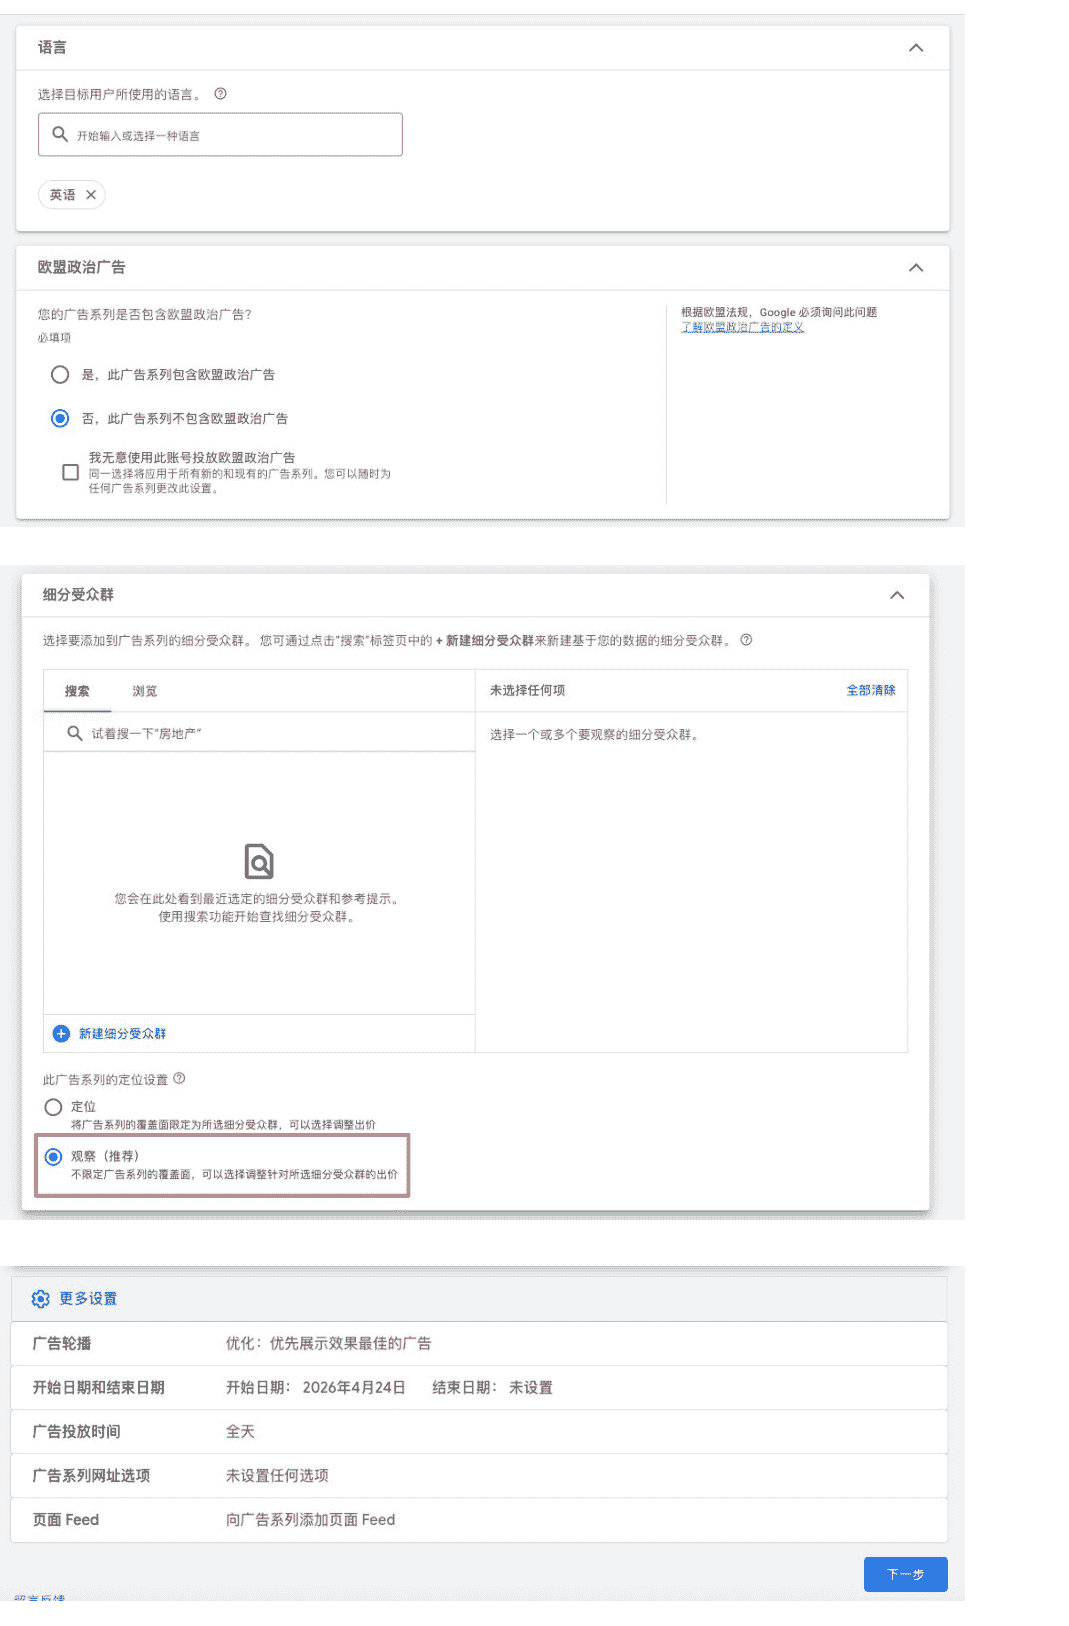 语言
选择目标用户所使用的语言。
开始输入或选择一种语言
英语
欧盟政治广告
您的广告系列是否包含欧盟政治广告?
必填项
是，此广告系列包含欧盟政治广告
否，此广告系列不包含欧盟政治广告
我无意使用此账号投放欧盟政治广告
同一选择将应用于所有新的和现有的广告系列。您可以随时为
任何广告系列更改此设置。
根据欧盟法规，Google 必须询问此问题
了解欧盟政治广告的定义
细分受众群
选择要添加到广告系列的细分受众群。 您可通过点击"搜索"标签页中的 + 新建细分受众群来新建基于您的数据的细分受众群。
搜索 浏览
试着搜一下"房地产"
未选择任何项 全部清除
选择一个或多个要观察的细分受众群。
您会在此处看到最近选定的细分受众群和参考提示。
使用搜索功能开始查找细分受众群。
新建细分受众群
此广告系列的定位设置
定位
将广告系列的覆盖面限定为所选细分受众群，可以选择调整出价
观察（推荐）
不限定广告系列的覆盖面，可以选择调整针对所选细分受众群的出价
更多设置
广告轮播 优化：优先展示效果最佳的广告
开始日期和结束日期 开始日期： 2026年4月24日 结束日期： 未设置
广告投放时间 全天
广告系列网址选项 未设置任何选项
页面 Feed 向广告系列添加页面 Feed
下一步
留言反馈